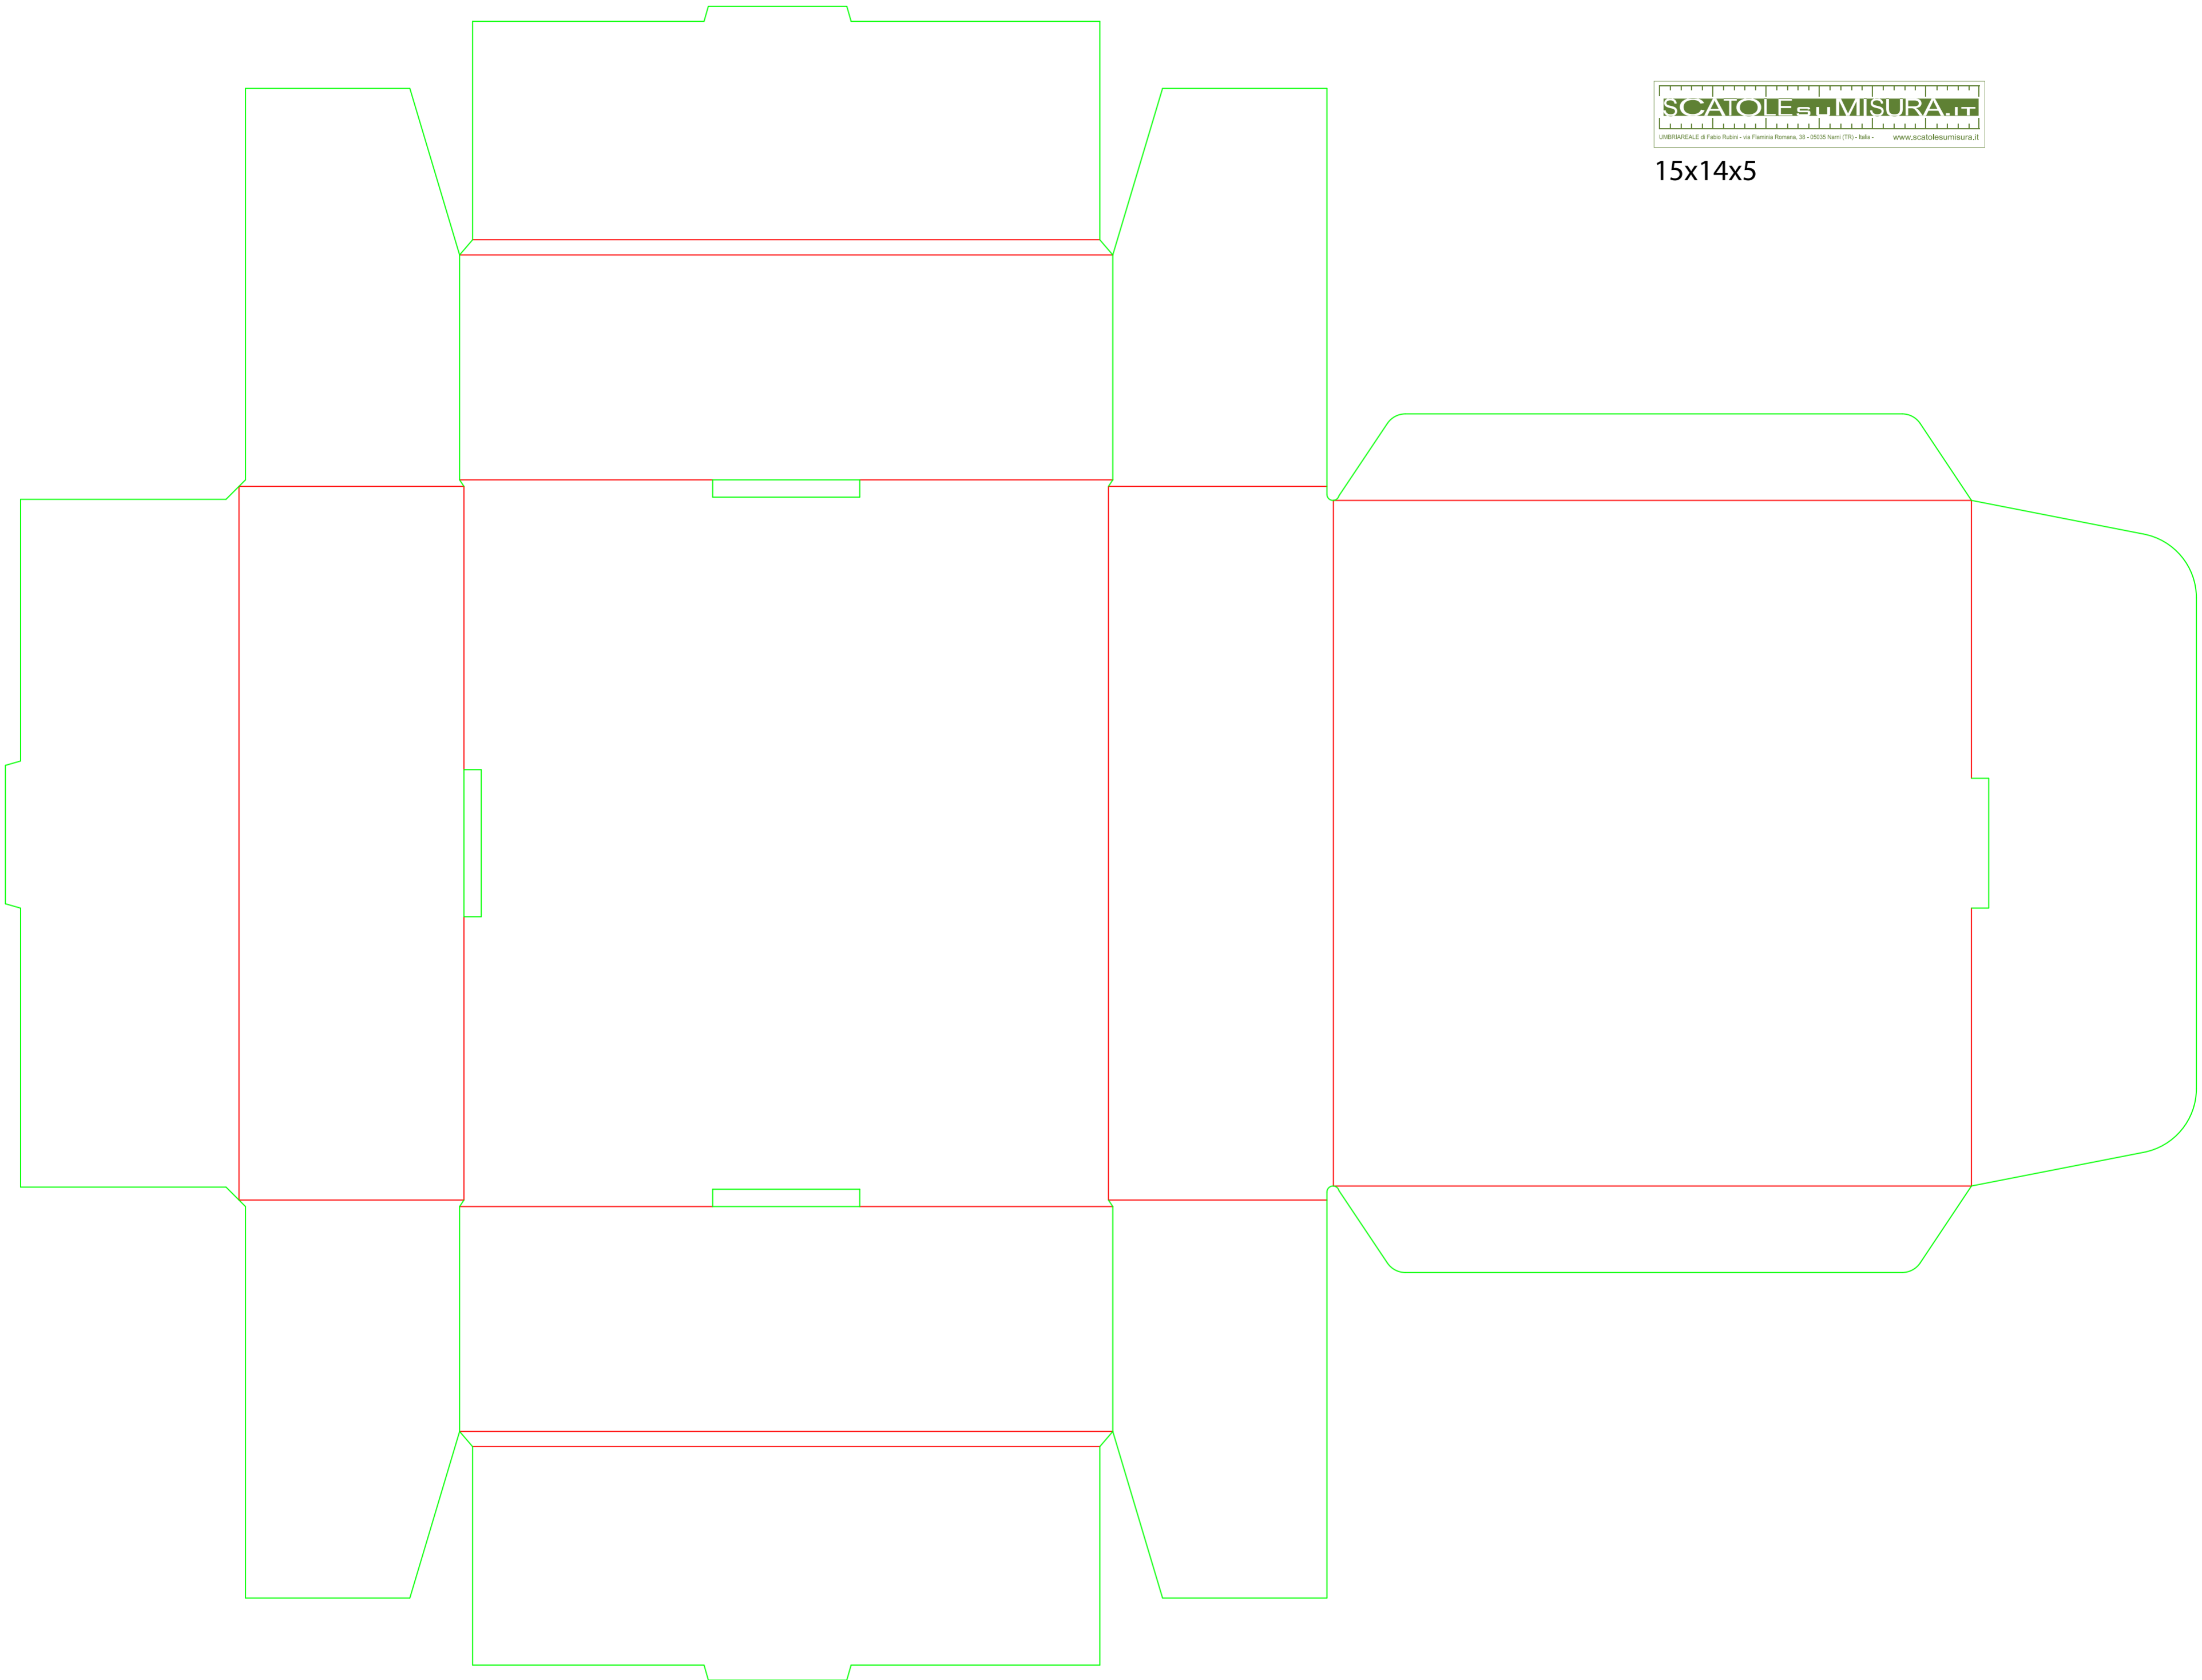 SCATOLEsuMISURA.iT
UMBRIAREALE di Fabio Rubini - via Flaminia Romana, 38 - 05035 Narni (TR) - Italia - www.scatolesumisura.it
15x14x5